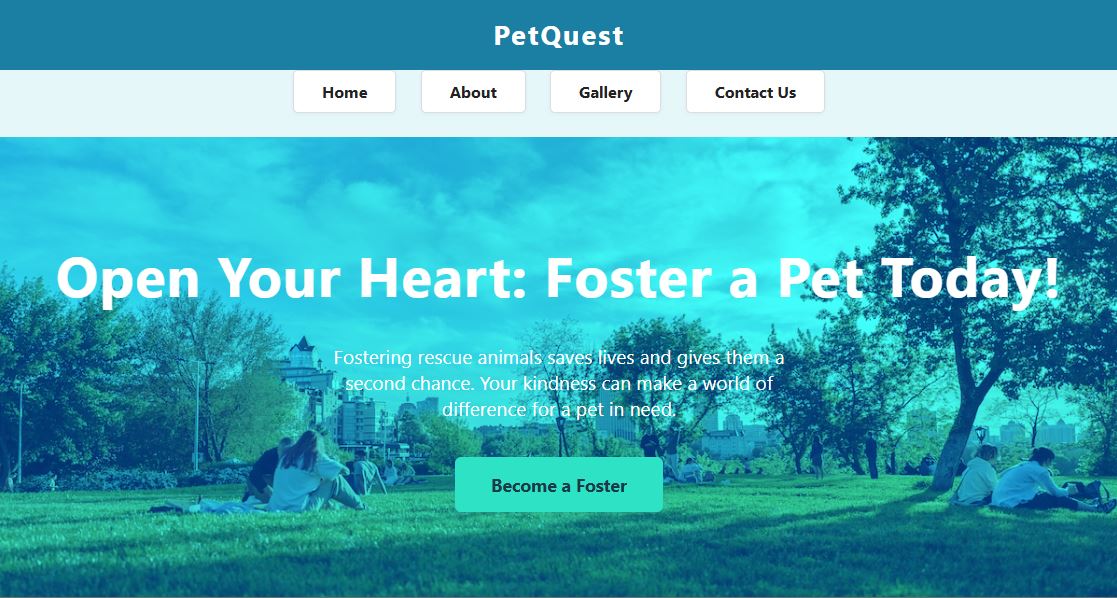 PetQuest
Home About Gallery Contact Us
Open Your Heart: Foster a Pet Today!
Fostering rescue animals saves lives and gives them a
second chance. Your kindness can make a world of
difference for a pet in need.
Become a Foster